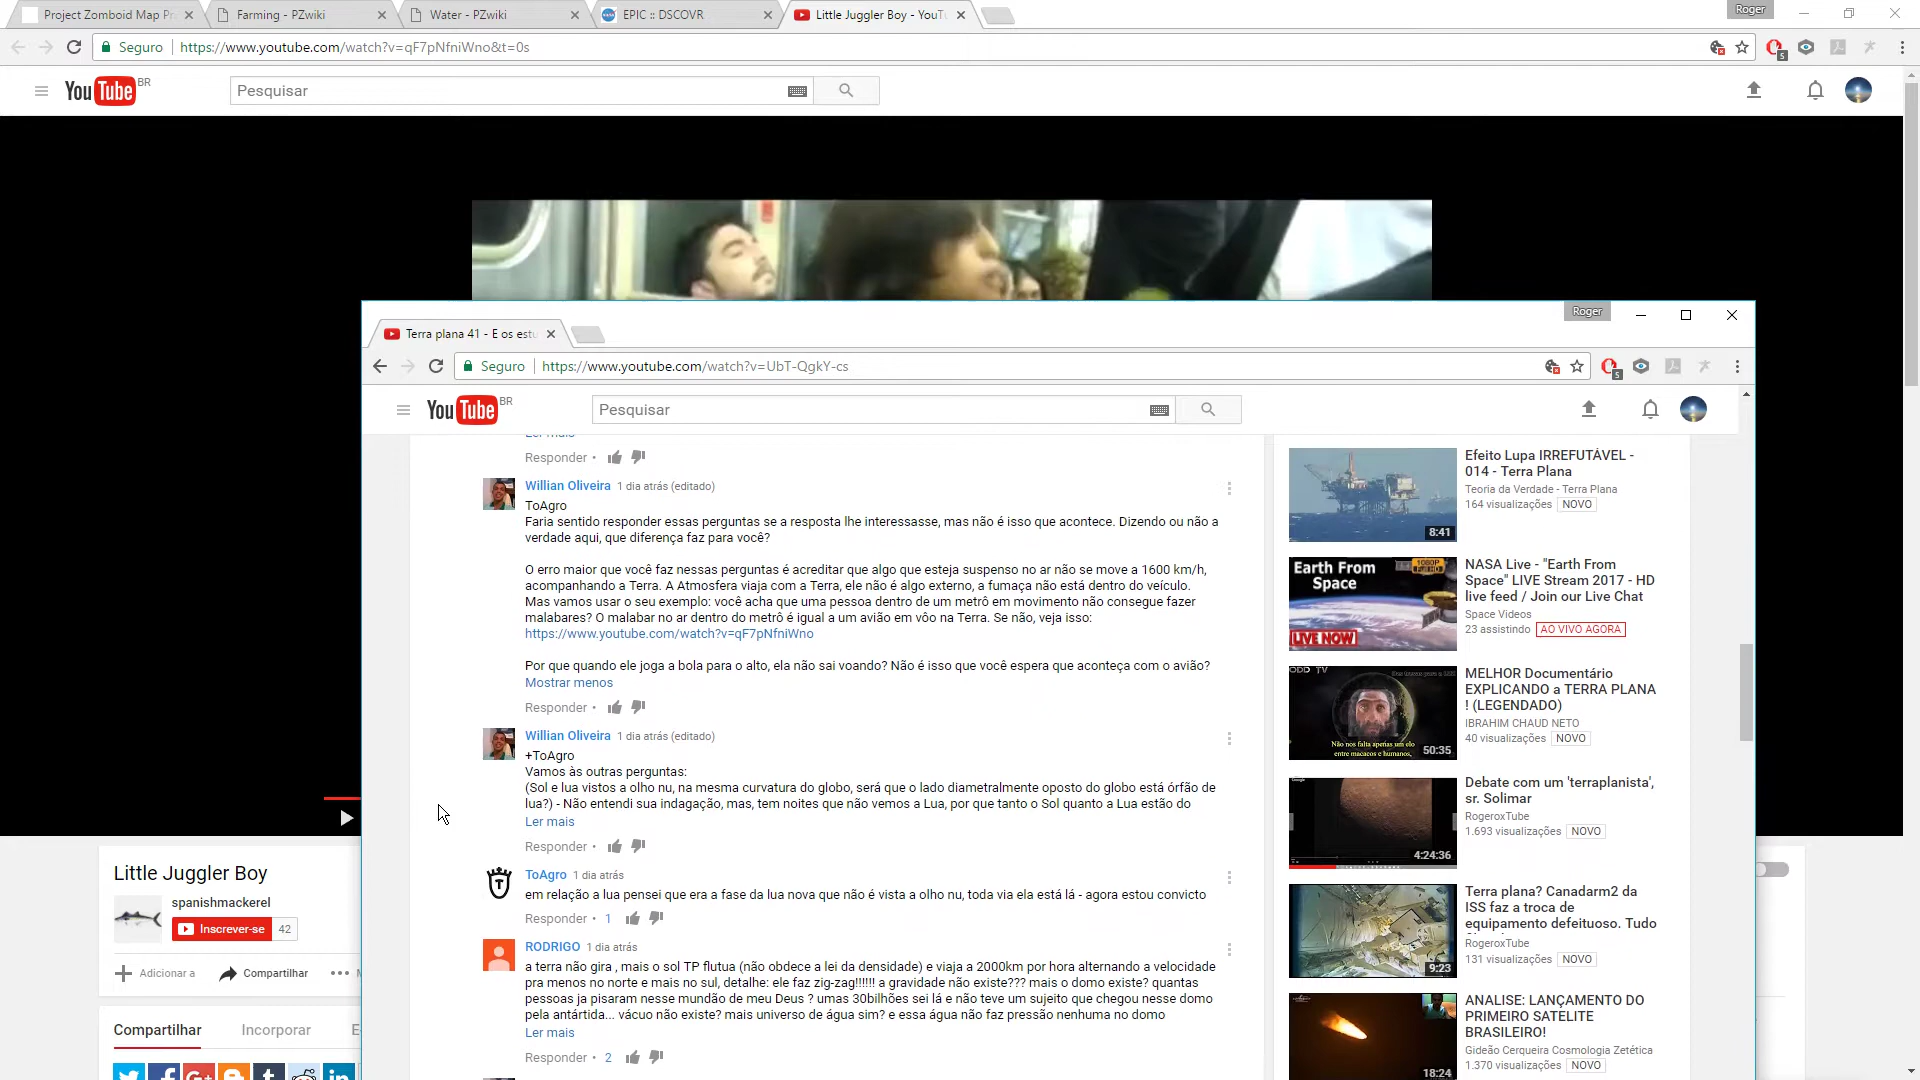 Project Zomboid Map Pr
Farming - PZwiki
Water - PZwiki
EPIC :: DSCOVR
Little Juggler Boy - YouT
Roger
Seguro
https://www.youtube.com/watch?v=qF7pNfniWno&t=0s
5
YouTube BR
Pesquisar
Roger
Terra plana 41 - E os estu
Seguro
https://www.youtube.com/watch?v=UbT-QgkY-cs
5
YouTube BR
Pesquisar
Ler mais
Responder •
Willian Oliveira 1 dia atrás (editado)
ToAgro
Faria sentido responder essas perguntas se a resposta lhe interessasse, mas não é isso que acontece. Dizendo ou não a
verdade aqui, que diferença faz para você?
O erro maior que você faz nessas perguntas é acreditar que algo que esteja suspenso no ar não se move a 1600 km/h,
acompanhando a Terra. A Atmosfera viaja com a Terra, ele não é algo externo, a fumaça não está dentro do veículo.
Mas vamos usar o seu exemplo: você acha que uma pessoa dentro de um metrô em movimento não consegue fazer
malabares? O malabar no ar dentro do metrô é igual a um avião em vôo na Terra. Se não, veja isso:
https://www.youtube.com/watch?v=qF7pNfniWno
Por que quando ele joga a bola para o alto, ela não sai voando? Não é isso que você espera que aconteça com o avião?
Mostrar menos
Responder •
Willian Oliveira 1 dia atrás (editado)
+ToAgro
Vamos às outras perguntas:
(Sol e lua vistos a olho nu, na mesma curvatura do globo, será que o lado diametralmente oposto do globo está órfão de
lua?) - Não entendi sua indagação, mas, tem noites que não vemos a Lua, por que tanto o Sol quanto a Lua estão do
Ler mais
Responder •
ToAgro 1 dia atrás
em relação a lua pensei que era a fase da lua nova que não é vista a olho nu, toda via ela está lá - agora estou convicto
Responder • 1
RODRIGO 1 dia atrás
a terra não gira , mais o sol TP flutua (não obdece a lei da densidade) e viaja a 2000km por hora alternando a velocidade
pra menos no norte e mais no sul, detalhe: ele faz zig-zag!!!!!! a gravidade não existe??? mais o domo existe? quantas
pessoas ja pisaram nesse mundão de meu Deus ? umas 30bilhões sei lá e não teve um sujeito que chegou nesse domo
pela antártida... vácuo não existe? mais universo de água sim? e essa água não faz pressão nenhuma no domo
Ler mais
Responder • 2
8:41
Efeito Lupa IRREFUTÁVEL -
014 - Terra Plana
Teoria da Verdade - Terra Plana
164 visualizações NOVO
Earth From
Space
1080P
LIVE NOW
NASA Live - "Earth From
Space" LIVE Stream 2017 - HD
live feed / Join our Live Chat
Space Videos
23 assistindo AO VIVO AGORA
ODD TV
Não nos falta apenas um elo
entre macacos e humanos,
50:35
MELHOR Documentário
EXPLICANDO a TERRA PLANA
! (LEGENDADO)
IBRAHIM CHAUD NETO
40 visualizações NOVO
4:24:36
Debate com um 'terraplanista',
sr. Solimar
RogeroxTube
1.693 visualizações NOVO
9:23
Terra plana? Canadarm2 da
ISS faz a troca de
equipamento defeituoso. Tudo
RogeroxTube
131 visualizações NOVO
18:24
ANALISE: LANÇAMENTO DO
PRIMEIRO SATELITE
BRASILEIRO!
Gideão Cerqueira Cosmologia Zetética
1.370 visualizações NOVO
Little Juggler Boy
spanishmackerel
Inscrever-se 42
Adicionar a
Compartilhar
••• M
Compartilhar
Incorporar
E